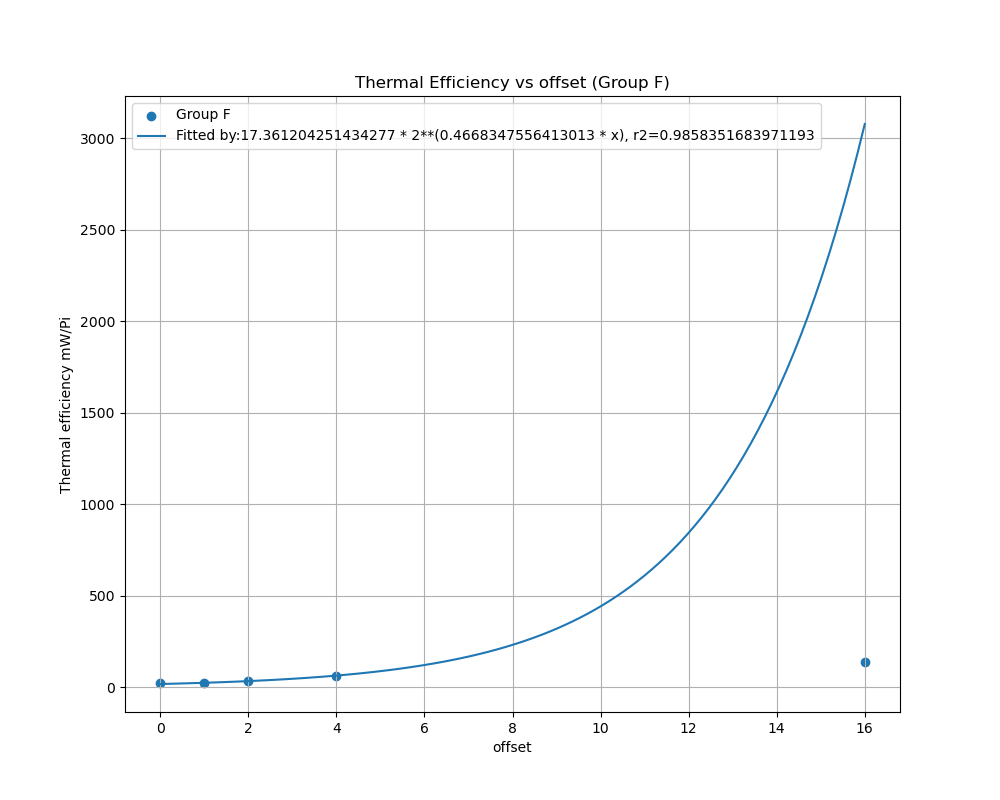 Thermal Efficiency vs offset (Group F)
Group F
Fitted by:17.361204251434277 * 2**(0.4668347556413013 * x), r2=0.9858351683971193
3000
2500
2000
1500
1000
500
0
Thermal efficiency mW/Pi
0 2 4 6 8 10 12 14 16
offset